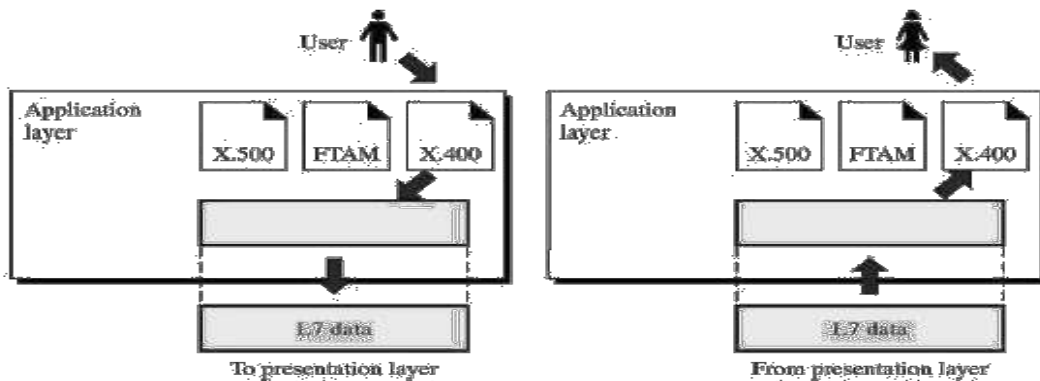 User
Application
layer
X.500 FTAM X.400
L7 data
To presentation layer
User
Application
layer
X.500 FTAM X.400
L7 data
From presentation layer